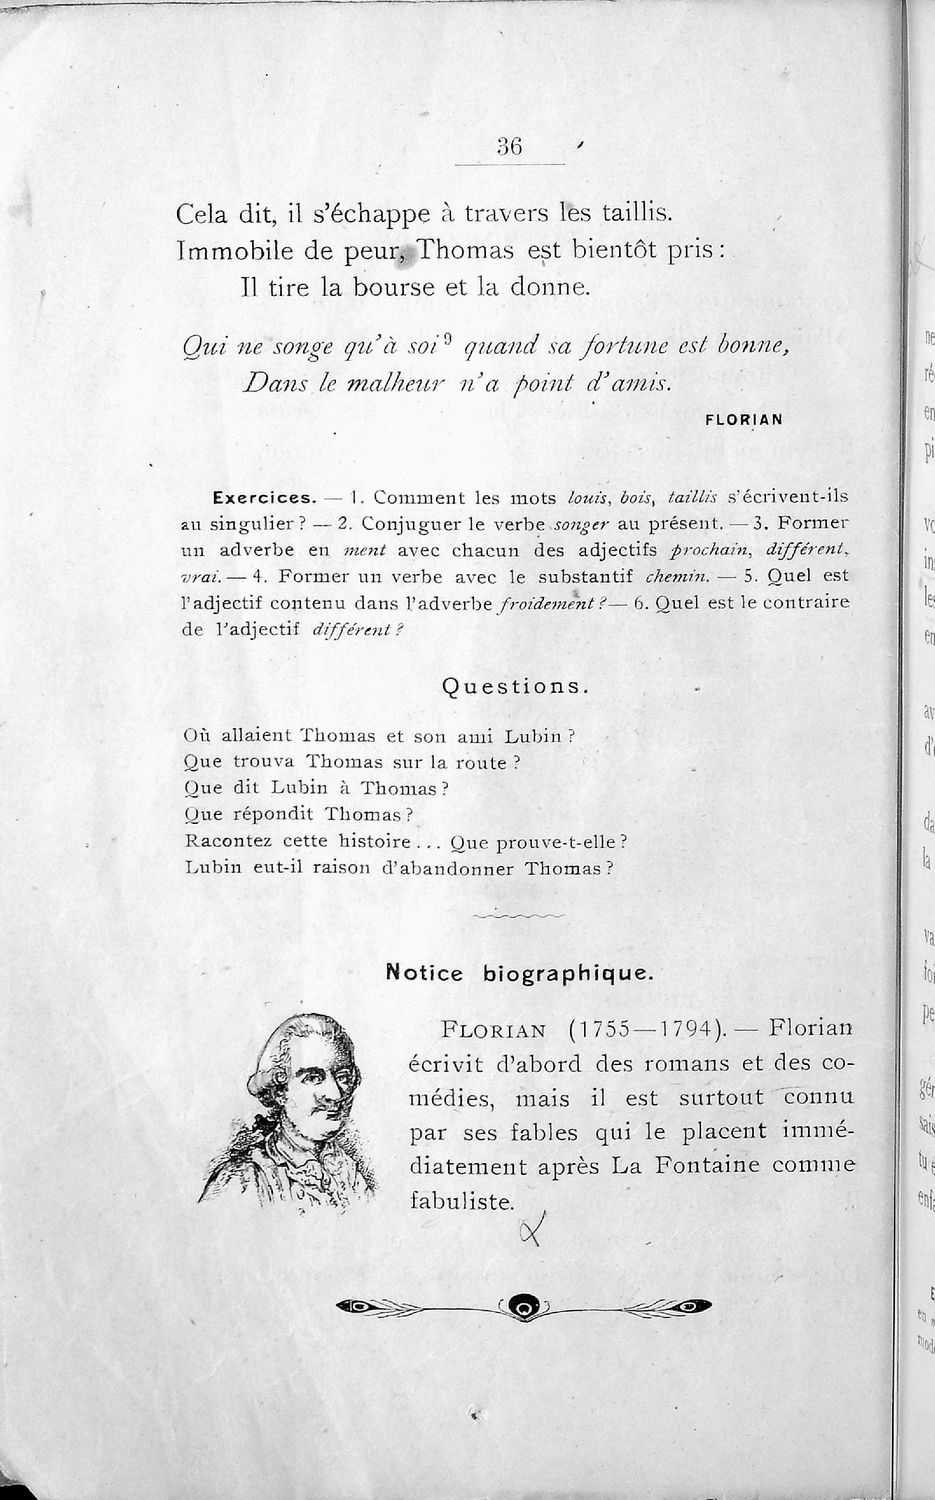 36
Cela dit, il s'échappe à travers les taillis.
Immobile de peur, Thomas est bientôt pris :
Il tire la bourse et la donne.
Qui ne songe qu'à soi⁹ quand sa fortune est bonne,
Dans le malheur n'a point d'amis.
FLORIAN
Exercices. — 1. Comment les mots louis, bois, taillis s'écrivent-ils
au singulier ? — 2. Conjuguer le verbe songer au présent. — 3. Former
un adverbe en ment avec chacun des adjectifs prochain, différent,
vrai. — 4. Former un verbe avec le substantif chemin. — 5. Quel est
l'adjectif contenu dans l'adverbe froidement ? — 6. Quel est le contraire
de l'adjectif différent ?
Questions.
Où allaient Thomas et son ami Lubin ?
Que trouva Thomas sur la route ?
Que dit Lubin à Thomas ?
Que répondit Thomas ?
Racontez cette histoire ... Que prouve-t-elle ?
Lubin eut-il raison d'abandonner Thomas ?
Notice biographique.
FLORIAN (1755—1794). — Florian
écrivit d'abord des romans et des co-
médies, mais il est surtout connu
par ses fables qui le placent immé-
diatement après La Fontaine comme
fabuliste.